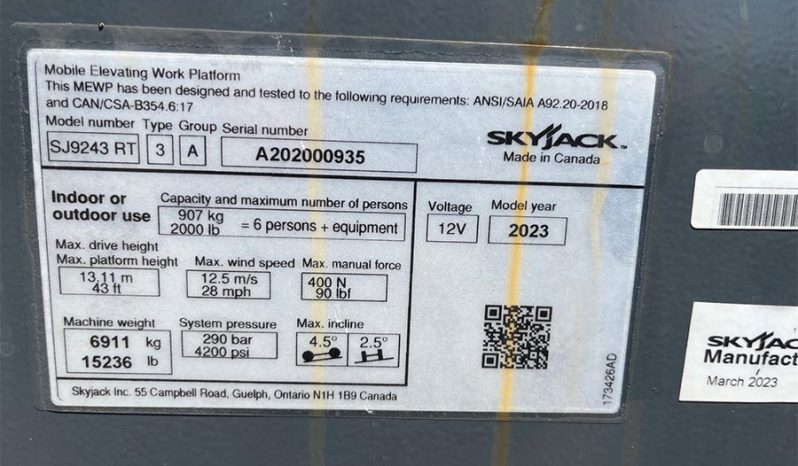 Mobile Elevating Work Platform
This MEWP has been designed and tested to the following requirements: ANSI/SAIA A92.20-2018
and CAN/CSA-B354.6:17
Model number Type Group Serial number
SJ9243 RT 3 A A202000935
SKYJACK™
Made in Canada
Indoor or
outdoor use
Capacity and maximum number of persons
907 kg
2000 lb = 6 persons + equipment
Voltage Model year
12V 2023
Max. drive height
Max. platform height Max. wind speed Max. manual force
13.11 m 12.5 m/s 400 N
43 ft 28 mph 90 lbf
Machine weight System pressure Max. incline
6911 kg 290 bar 4.5° 2.5°
15236 lb 4200 psi
Skyjack Inc. 55 Campbell Road, Guelph, Ontario N1H 1B9 Canada
173426AD
SKYJAC
Manufact
March 2023